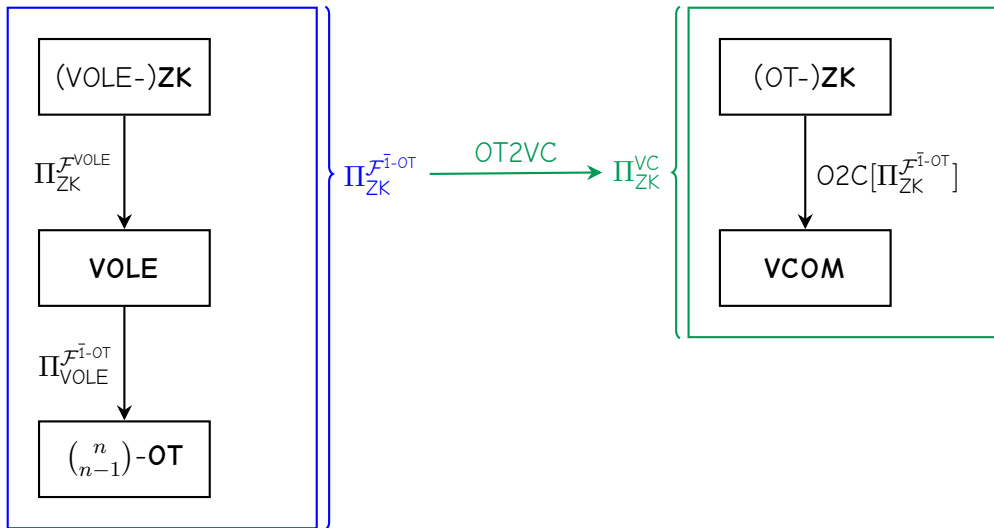 (VOLE-)ZK
Π_ZK^{ℱ^VOLE}
VOLE
Π_VOLE^{ℱ^{1̄-OT}}
(n choose n−1)-OT
Π_ZK^{ℱ^{1̄-OT}}
OT2VC
Π_ZK^VC
(OT-)ZK
O2C[Π_ZK^{ℱ^{1̄-OT}}]
VCOM